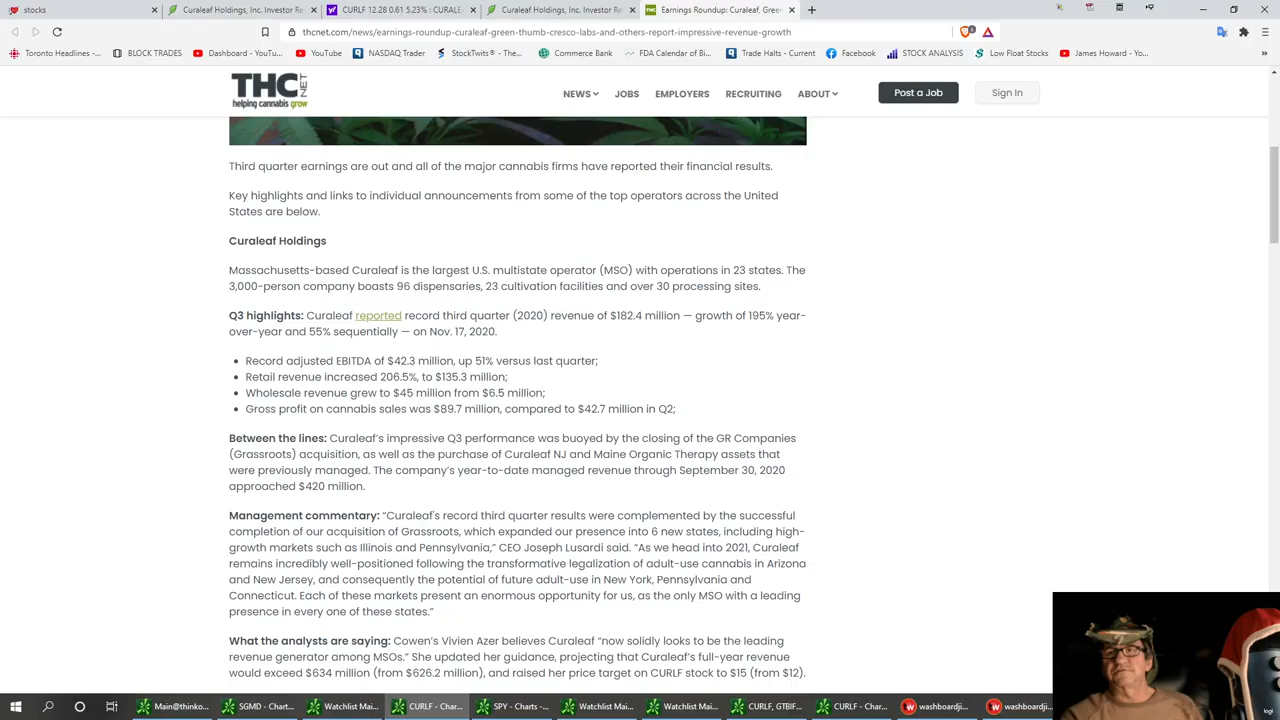 stocks
Curaleaf Holdings, Inc. Investor R
CURLF 12.28 0.61 5.23% : CURAL
Curaleaf Holdings, Inc. Investor R
Earnings Roundup: Curaleaf, Green
thcnet.com/news/earnings-roundup-curaleaf-green-thumb-cresco-labs-and-others-report-impressive-revenue-growth
Toronto Headlines -...
BLOCK TRADES
Dashboard - YouTu...
YouTube
NASDAQ Trader
StockTwits® - The...
Commerce Bank
FDA Calendar of Bi...
Trade Halts - Current
Facebook
STOCK ANALYSIS
Low Float Stocks
James Howard - Yo...
THC NET
helping cannabis grow
NEWS
JOBS
EMPLOYERS
RECRUITING
ABOUT
Post a Job
Sign In
Third quarter earnings are out and all of the major cannabis firms have reported their financial results.
Key highlights and links to individual announcements from some of the top operators across the United
States are below.
Curaleaf Holdings
Massachusetts-based Curaleaf is the largest U.S. multistate operator (MSO) with operations in 23 states. The
3,000-person company boasts 96 dispensaries, 23 cultivation facilities and over 30 processing sites.
Q3 highlights: Curaleaf reported record third quarter (2020) revenue of $182.4 million — growth of 195% year-
over-year and 55% sequentially — on Nov. 17, 2020.
• Record adjusted EBITDA of $42.3 million, up 51% versus last quarter;
• Retail revenue increased 206.5%, to $135.3 million;
• Wholesale revenue grew to $45 million from $6.5 million;
• Gross profit on cannabis sales was $89.7 million, compared to $42.7 million in Q2;
Between the lines: Curaleaf's impressive Q3 performance was buoyed by the closing of the GR Companies
(Grassroots) acquisition, as well as the purchase of Curaleaf NJ and Maine Organic Therapy assets that
were previously managed. The company's year-to-date managed revenue through September 30, 2020
approached $420 million.
Management commentary: "Curaleaf's record third quarter results were complemented by the successful
completion of our acquisition of Grassroots, which expanded our presence into 6 new states, including high-
growth markets such as Illinois and Pennsylvania," CEO Joseph Lusardi said. "As we head into 2021, Curaleaf
remains incredibly well-positioned following the transformative legalization of adult-use cannabis in Arizona
and New Jersey, and consequently the potential of future adult-use in New York, Pennsylvania and
Connecticut. Each of these markets present an enormous opportunity for us, as the only MSO with a leading
presence in every one of these states."
What the analysts are saying: Cowen's Vivien Azer believes Curaleaf "now solidly looks to be the leading
revenue generator among MSOs." She updated her guidance, projecting that Curaleaf's full-year revenue
would exceed $634 million (from $626.2 million), and raised her price target on CURLF stock to $15 (from $12).
logi
Main@thinko...
SGMD - Chart...
Watchlist Mai...
CURLF - Char...
SPY - Charts -...
Watchlist Mai...
Watchlist Mai...
CURLF, GTBIF...
CURLF - Char...
washboardji...
washboardji...